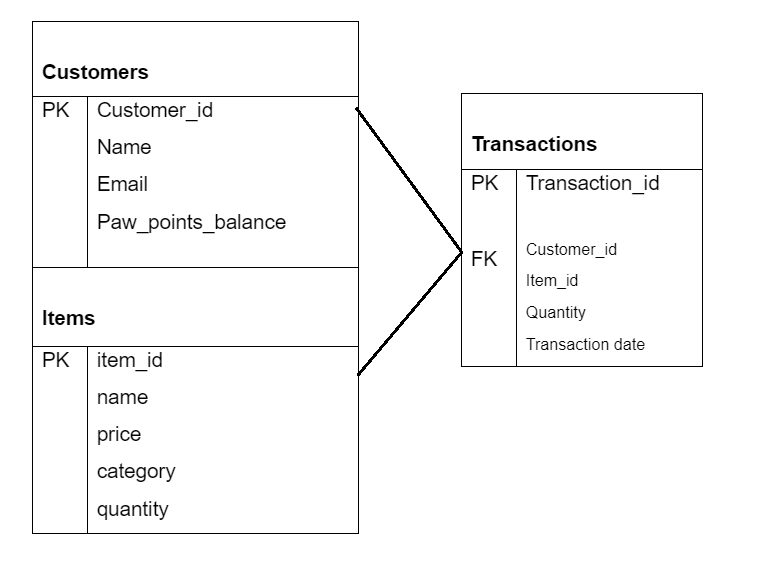 Customers
PK Customer_id
Name
Email
Paw_points_balance
Items
PK item_id
name
price
category
quantity
Transactions
PK Transaction_id
FK Customer_id
Item_id
Quantity
Transaction date